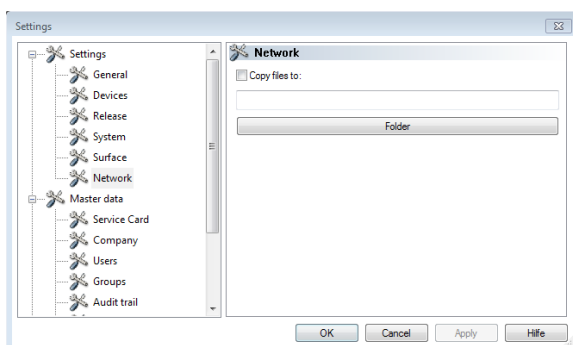 Settings
Settings
General
Devices
Release
System
Surface
Network
Master data
Service Card
Company
Users
Groups
Audit trail
Network
Copy files to:
Folder
OK
Cancel
Apply
Hilfe